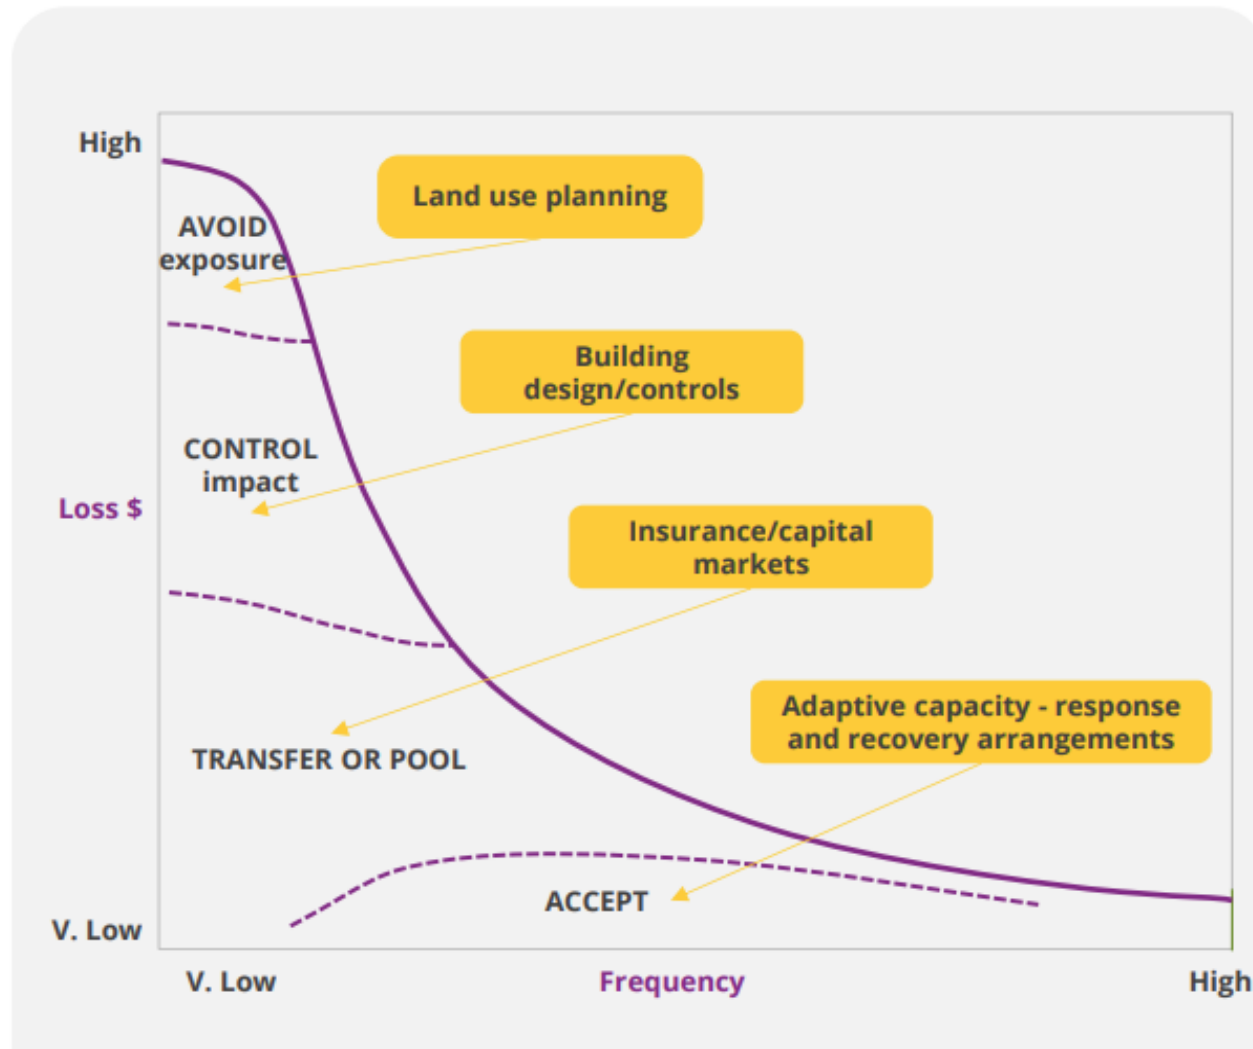 High
Land use planning
AVOID
exposure
Building
design/controls
CONTROL
impact
Loss $
Insurance/capital
markets
Adaptive capacity - response
and recovery arrangements
TRANSFER OR POOL
ACCEPT
V. Low
V. Low
Frequency
High